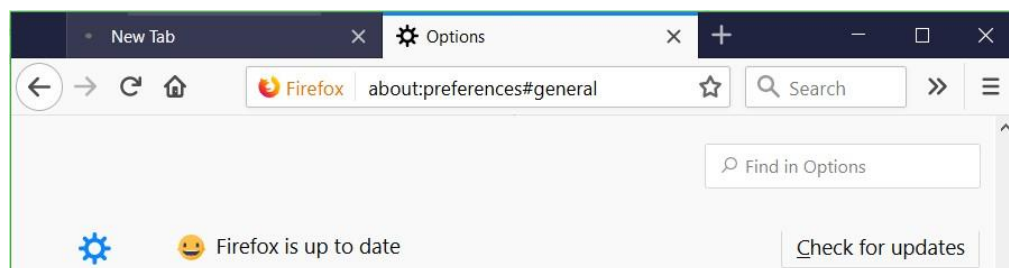 New Tab
Options
Firefox about:preferences#general
Search
Find in Options
Firefox is up to date
Check for updates